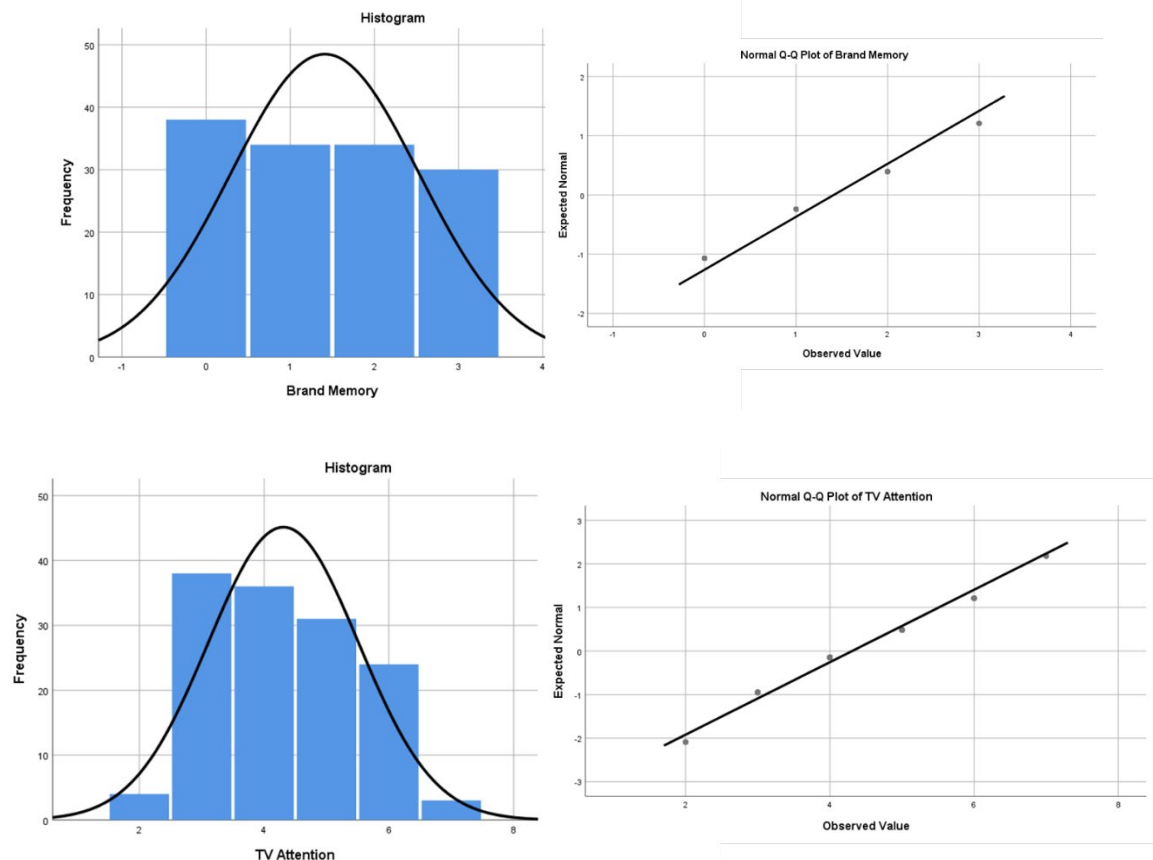 Histogram
50
40
30
20
10
0
Frequency
-1 0 1 2 3 4
Brand Memory
Normal Q-Q Plot of Brand Memory
2
1
0
-1
-2
Expected Normal
-1 0 1 2 3 4
Observed Value
Histogram
50
40
30
20
10
0
Frequency
2 4 6 8
TV Attention
Normal Q-Q Plot of TV Attention
3
2
1
0
-1
-2
-3
Expected Normal
2 4 6 8
Observed Value